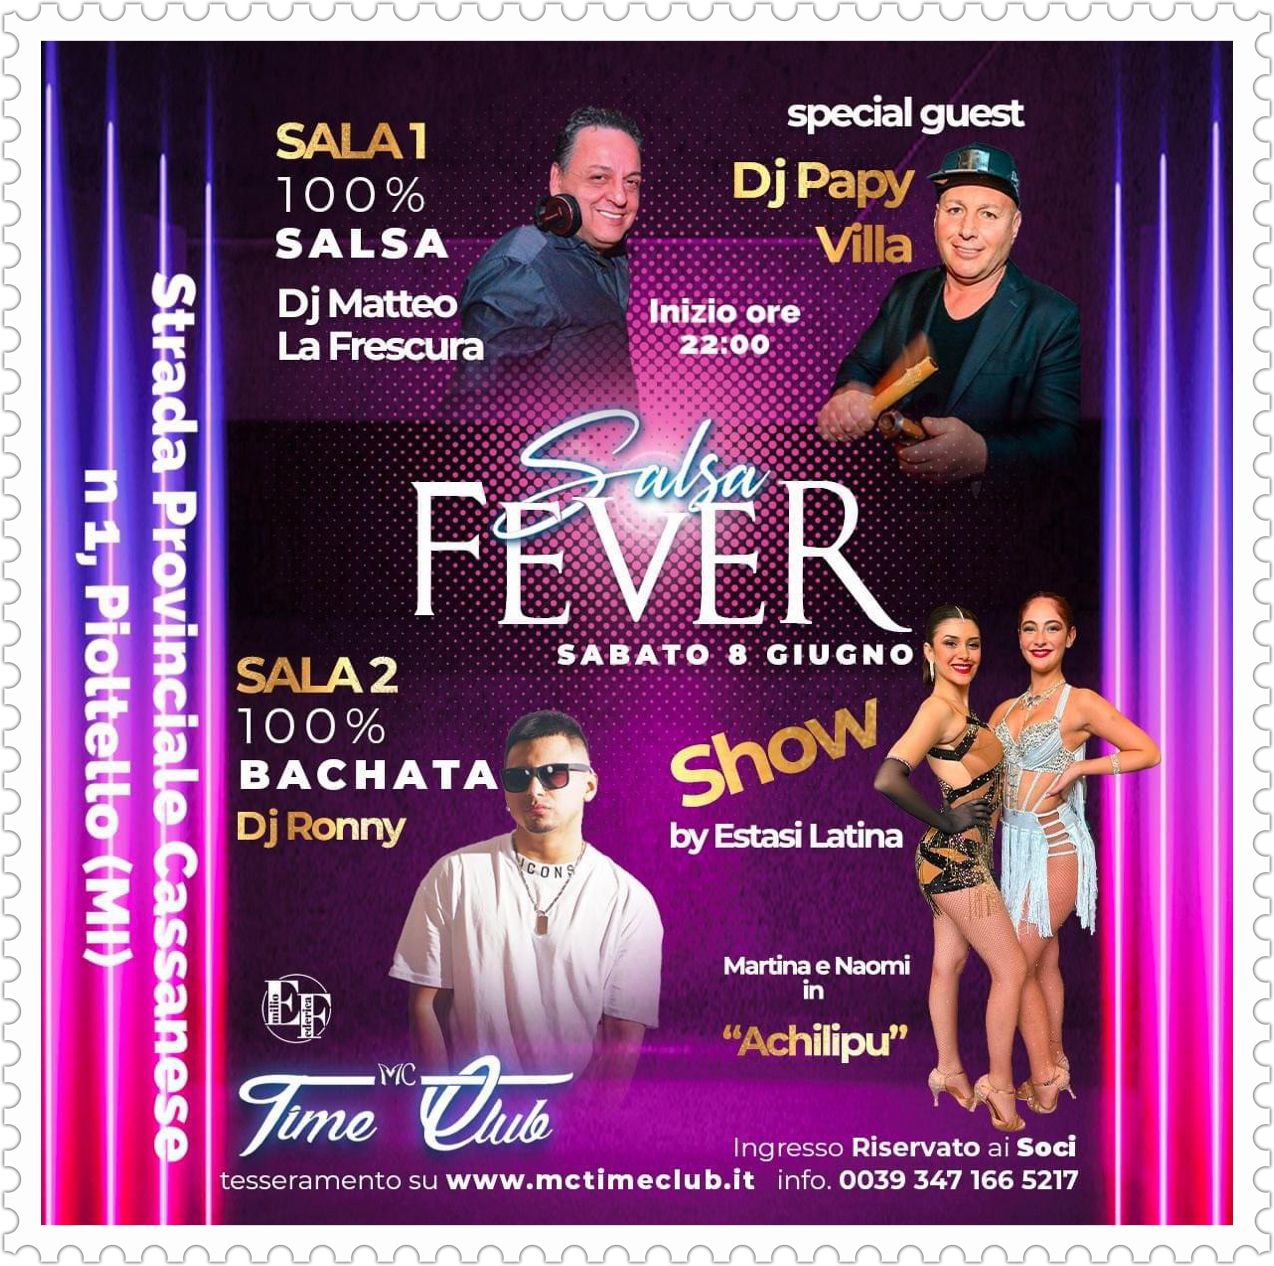 special guest
SALA 1
100%
SALSA
Dj Matteo
La Frescura
Dj Papy
Villa
Inizio ore
22:00
Salsa
FEVER
SABATO 8 GIUGNO
SALA 2
100%
BACHATA
Dj Ronny
ICONS
Show
by Estasi Latina
Martina e Naomi
in
“Achilipu”
Emilio
Federica
MC
Time Club
Ingresso Riservato ai Soci
tesseramento su www.mctimeclub.it info. 0039 347 166 5217
Strada Provinciale Cassanese
n 1, Pioltello (MI)